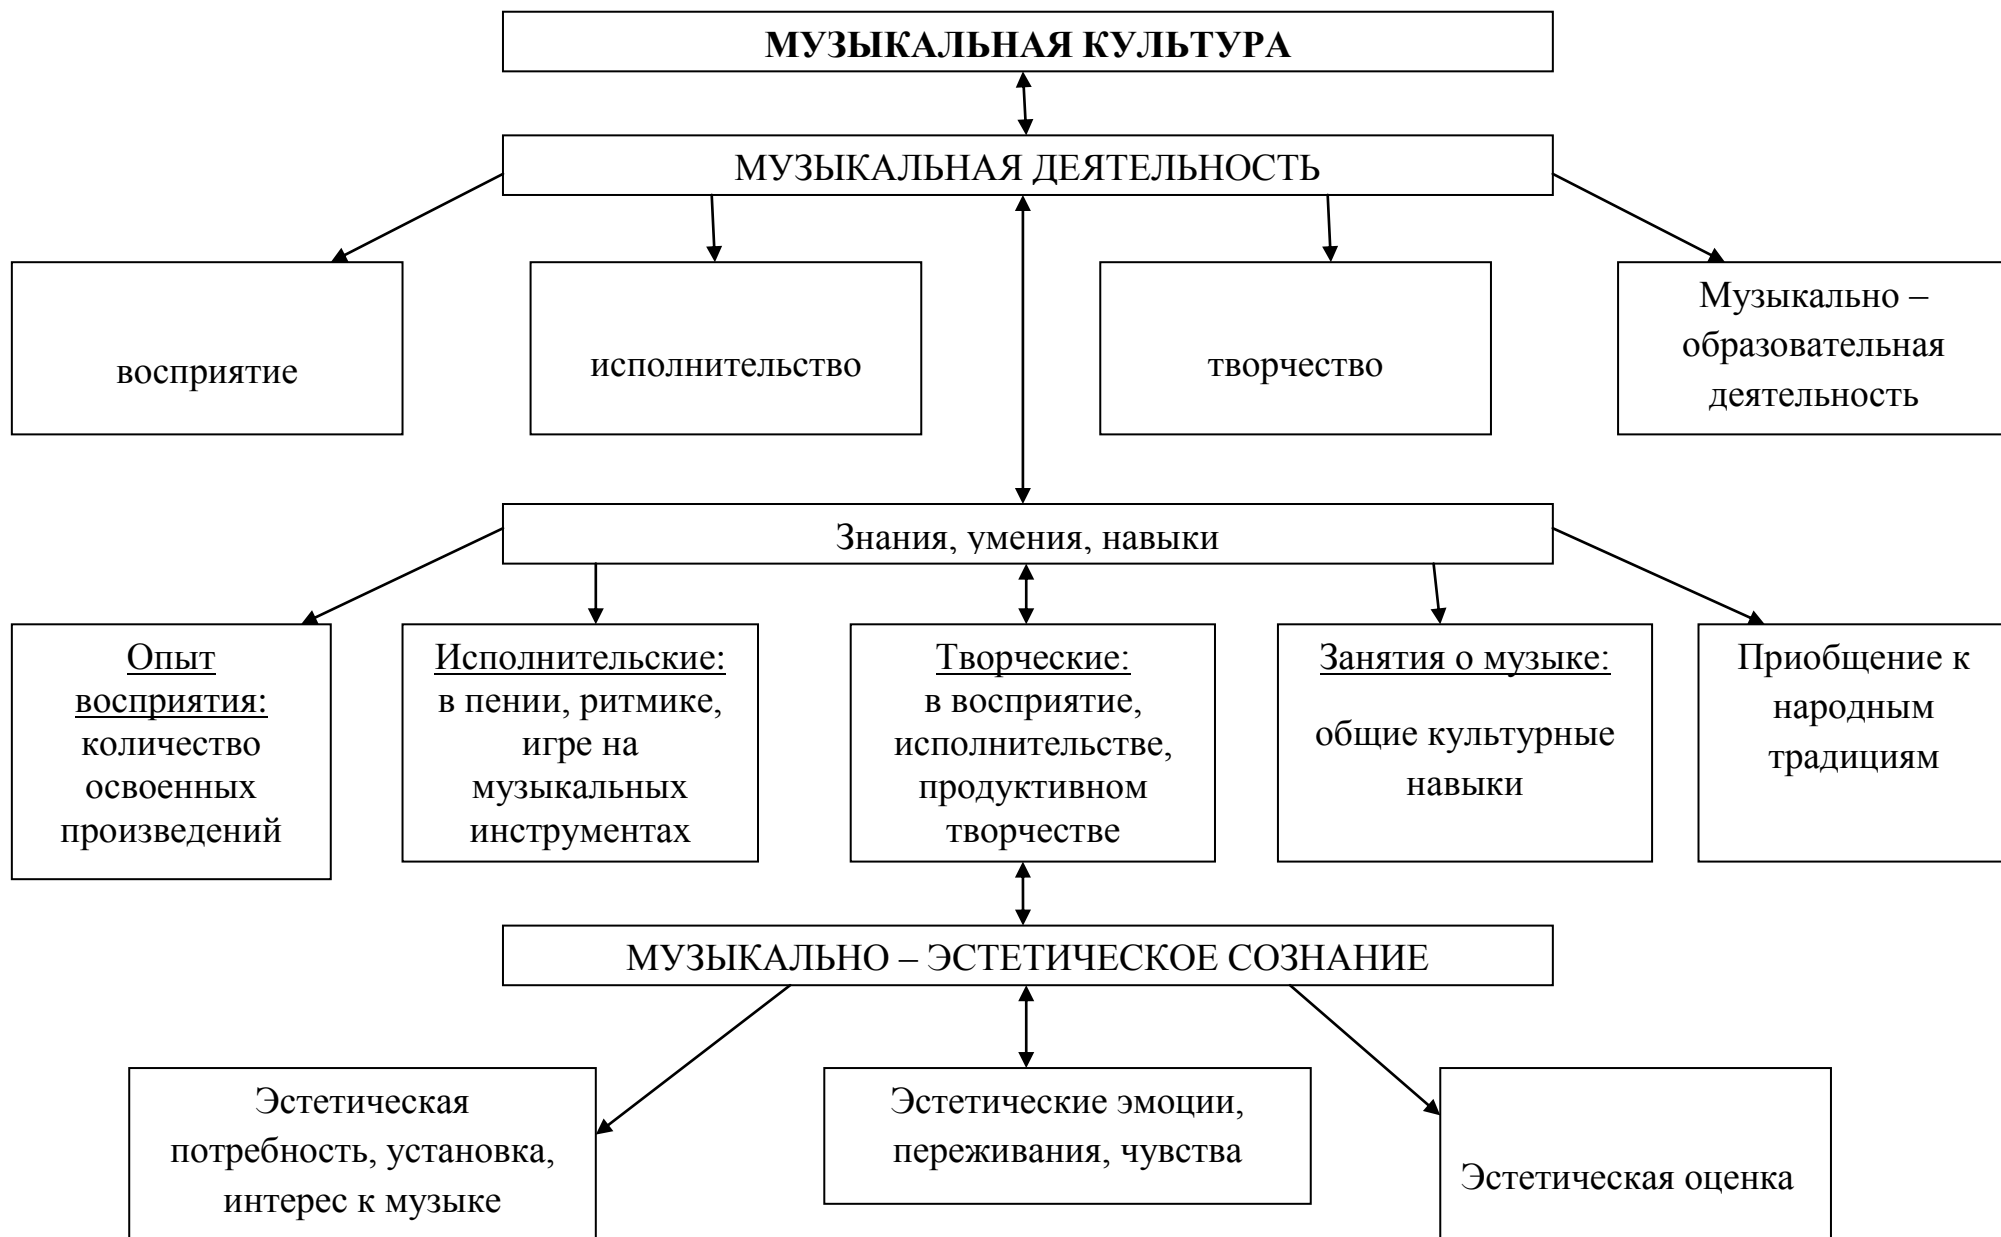 МУЗЫКАЛЬНАЯ КУЛЬТУРА
МУЗЫКАЛЬНАЯ ДЕЯТЕЛЬНОСТЬ
восприятие
исполнительство
творчество
Музыкально –
образовательная
деятельность
Знания, умения, навыки
Опыт
восприятия:
количество
освоенных
произведений
Исполнительские:
в пении, ритмике,
игре на
музыкальных
инструментах
Творческие:
в восприятие,
исполнительстве,
продуктивном
творчестве
Занятия о музыке:
общие культурные
навыки
Приобщение к
народным
традициям
МУЗЫКАЛЬНО – ЭСТЕТИЧЕСКОЕ СОЗНАНИЕ
Эстетическая
потребность, установка,
интерес к музыке
Эстетические эмоции,
переживания, чувства
Эстетическая оценка